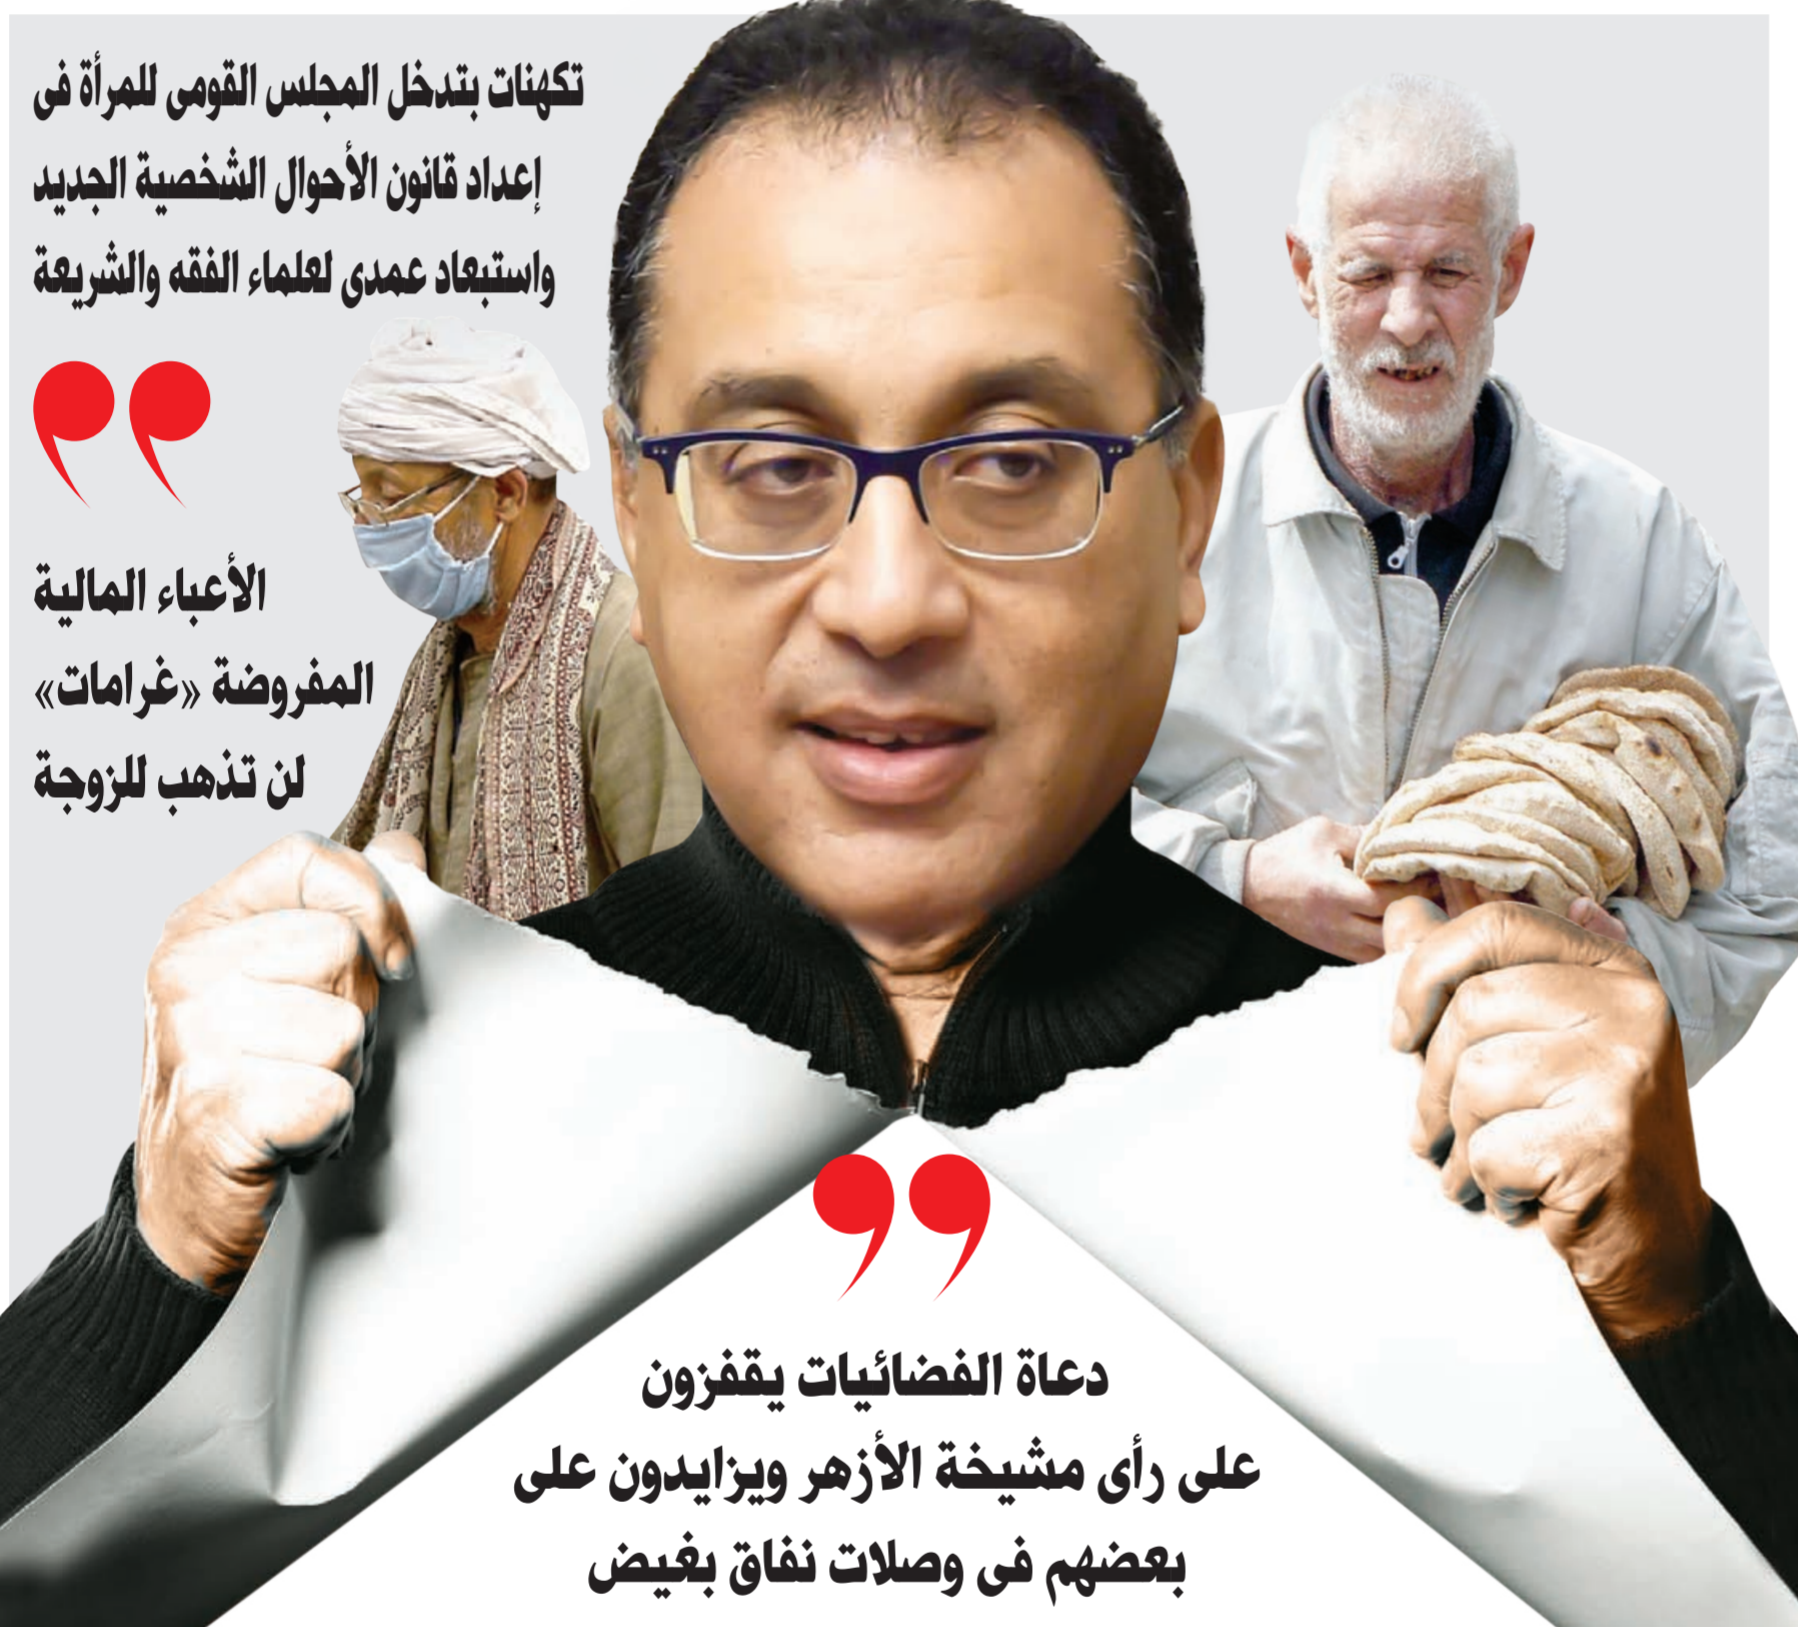 تكهنات بتدخل المجلس القومى للمرأة فى
إعداد قانون الأحوال الشخصية الجديد
واستبعاد عمدى لعلماء الفقه والشريعة
الأعباء المالية
المفروضة «غرامات»
لن تذهب للزوجة
دعاة الفضائيات يقفزون
على رأى مشيخة الأزهر ويزايدون على
بعضهم فى وصلات نفاق بغيض